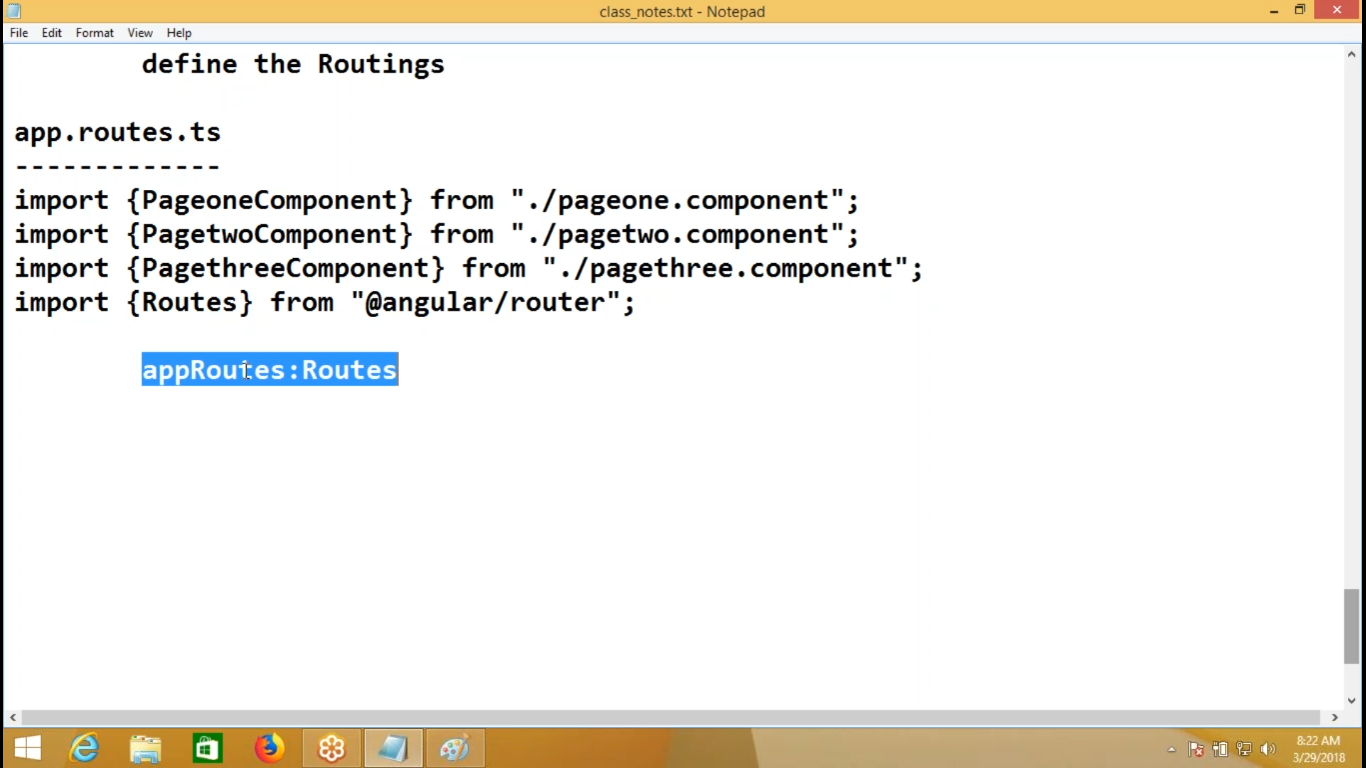 class_notes.txt - Notepad
File Edit Format View Help
define the Routings
app.routes.ts
-------------
import {PageoneComponent} from "./pageone.component";
import {PagetwoComponent} from "./pagetwo.component";
import {PagethreeComponent} from "./pagethree.component";
import {Routes} from "@angular/router";
appRoutes:Routes
8:22 AM
3/29/2018